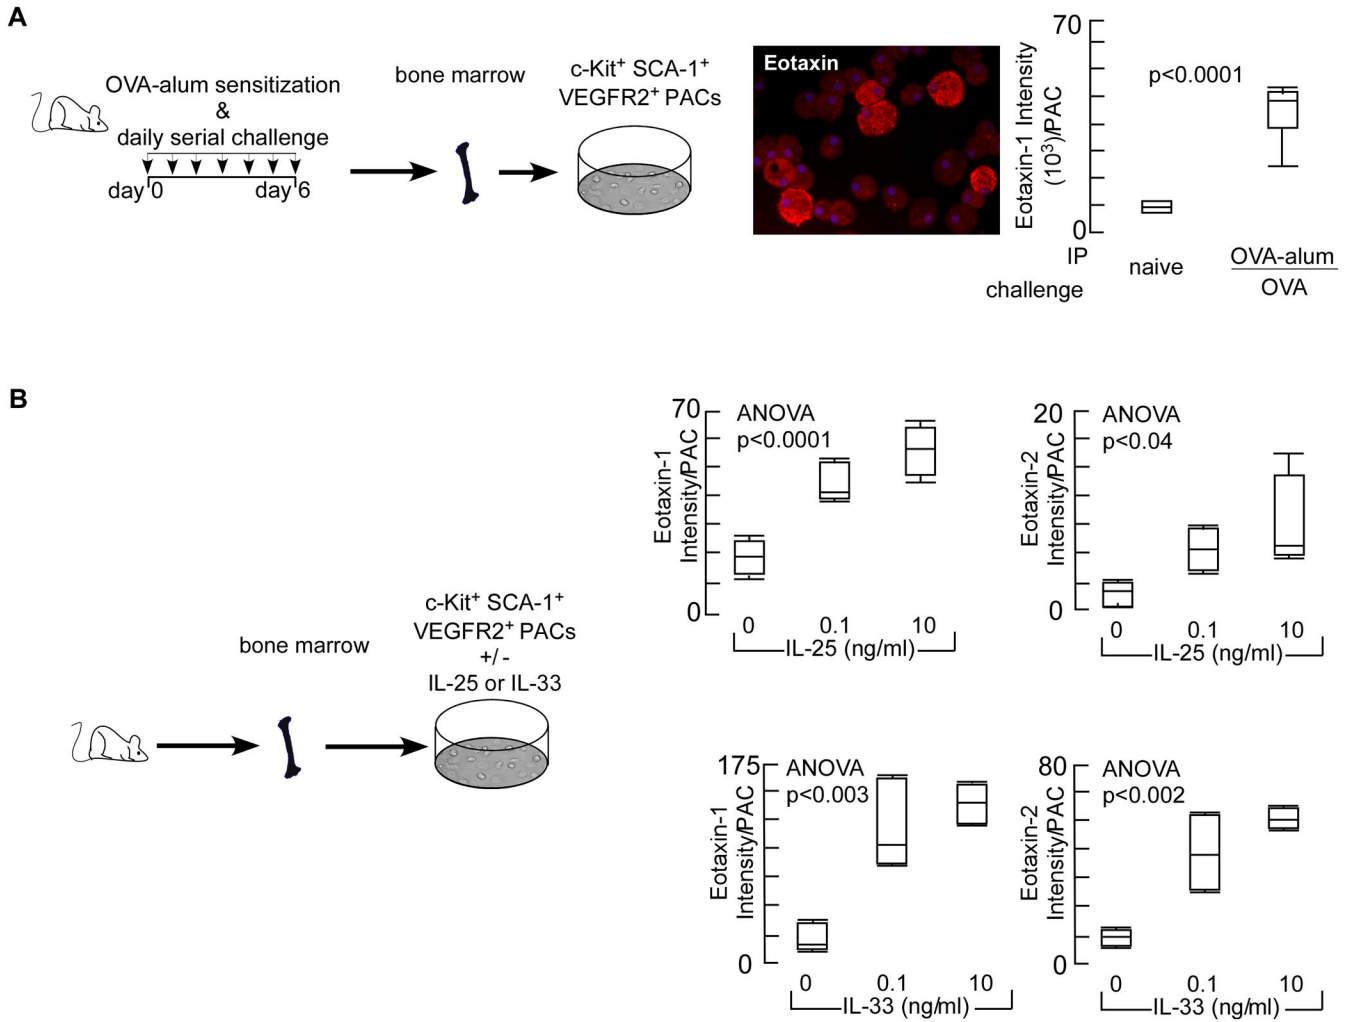 A
OVA-alum sensitization
&
daily serial challenge
day 0
day 6
bone marrow
c-Kit⁺ SCA-1⁺
VEGFR2⁺ PACs
Eotaxin
Eotaxin-1 Intensity
(10³)/PAC
70
0
p<0.0001
IP
challenge
naive
OVA-alum
OVA
B
bone marrow
c-Kit⁺ SCA-1⁺
VEGFR2⁺ PACs
+/-
IL-25 or IL-33
Eotaxin-1
Intensity/PAC
70
0
ANOVA
p<0.0001
0 0.1 10
IL-25 (ng/ml)
Eotaxin-2
Intensity/PAC
20
0
ANOVA
p<0.04
0 0.1 10
IL-25 (ng/ml)
Eotaxin-1
Intensity/PAC
175
0
ANOVA
p<0.003
0 0.1 10
IL-33 (ng/ml)
Eotaxin-2
Intensity/PAC
80
0
ANOVA
p<0.002
0 0.1 10
IL-33 (ng/ml)